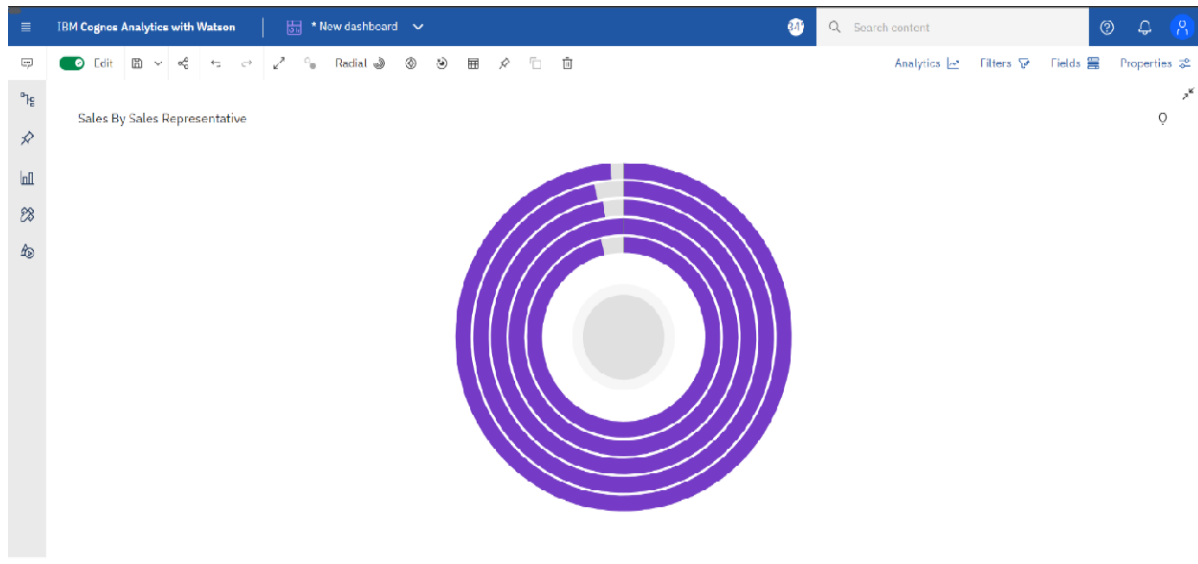 IBM Cognos Analytics with Watson
* New dashboard
Search content
Edit
Radial
Analytics
Filters
Fields
Properties
Sales By Sales Representative